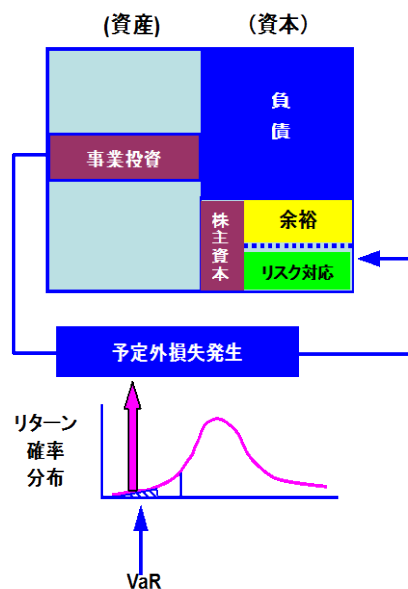 (資産)
(資本)
負
債
事業投資
株
主
資
本
余裕
リスク対応
予定外損失発生
リターン
確率
分布
VaR